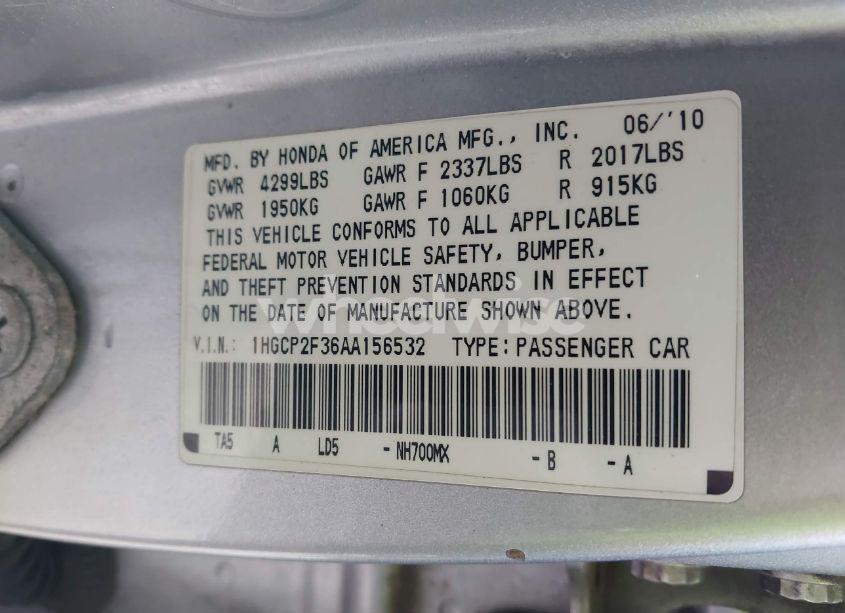 MFD. BY HONDA OF AMERICA MFG., INC. 06/'10
GVWR 4299LBS GAWR F 2337LBS R 2017LBS
GVWR 1950KG GAWR F 1060KG R 915KG
THIS VEHICLE CONFORMS TO ALL APPLICABLE
FEDERAL MOTOR VEHICLE SAFETY, BUMPER,
AND THEFT PREVENTION STANDARDS IN EFFECT
ON THE DATE OF MANUFACTURE SHOWN ABOVE.
wheelwise
V.I.N.: 1HGCP2F36AA156532 TYPE: PASSENGER CAR
TA5 A LD5 - NH700MX - B - A